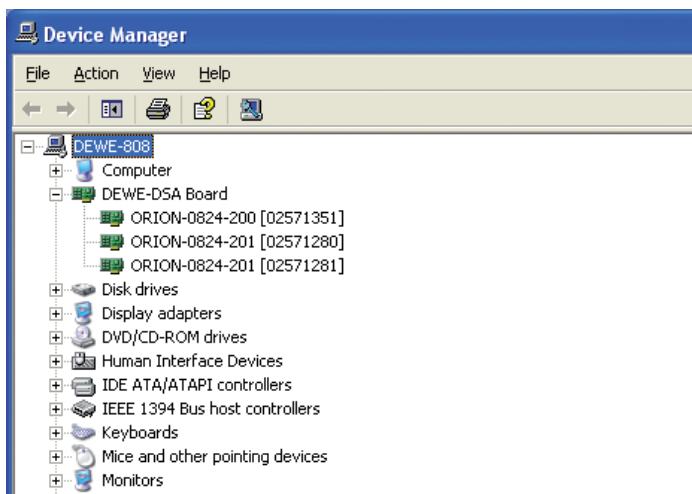 Device Manager
File Action View Help
DEWE-808
Computer
DEWE-DSA Board
ORION-0824-200 [02571351]
ORION-0824-201 [02571280]
ORION-0824-201 [02571281]
Disk drives
Display adapters
DVD/CD-ROM drives
Human Interface Devices
IDE ATA/ATAPI controllers
IEEE 1394 Bus host controllers
Keyboards
Mice and other pointing devices
Monitors